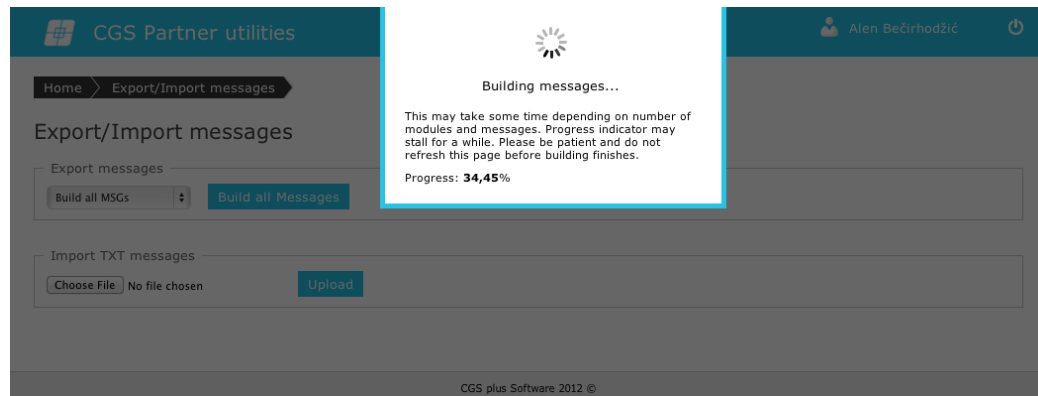 CGS Partner utilities
Alen Bečirhodžić
Home
Export/Import messages
Export/Import messages
Export messages
Build all MSGs
Build all Messages
Import TXT messages
Choose File
No file chosen
Upload
Building messages...
This may take some time depending on number of
modules and messages. Progress indicator may
stall for a while. Please be patient and do not
refresh this page before building finishes.
Progress: 34,45%
CGS plus Software 2012 ©